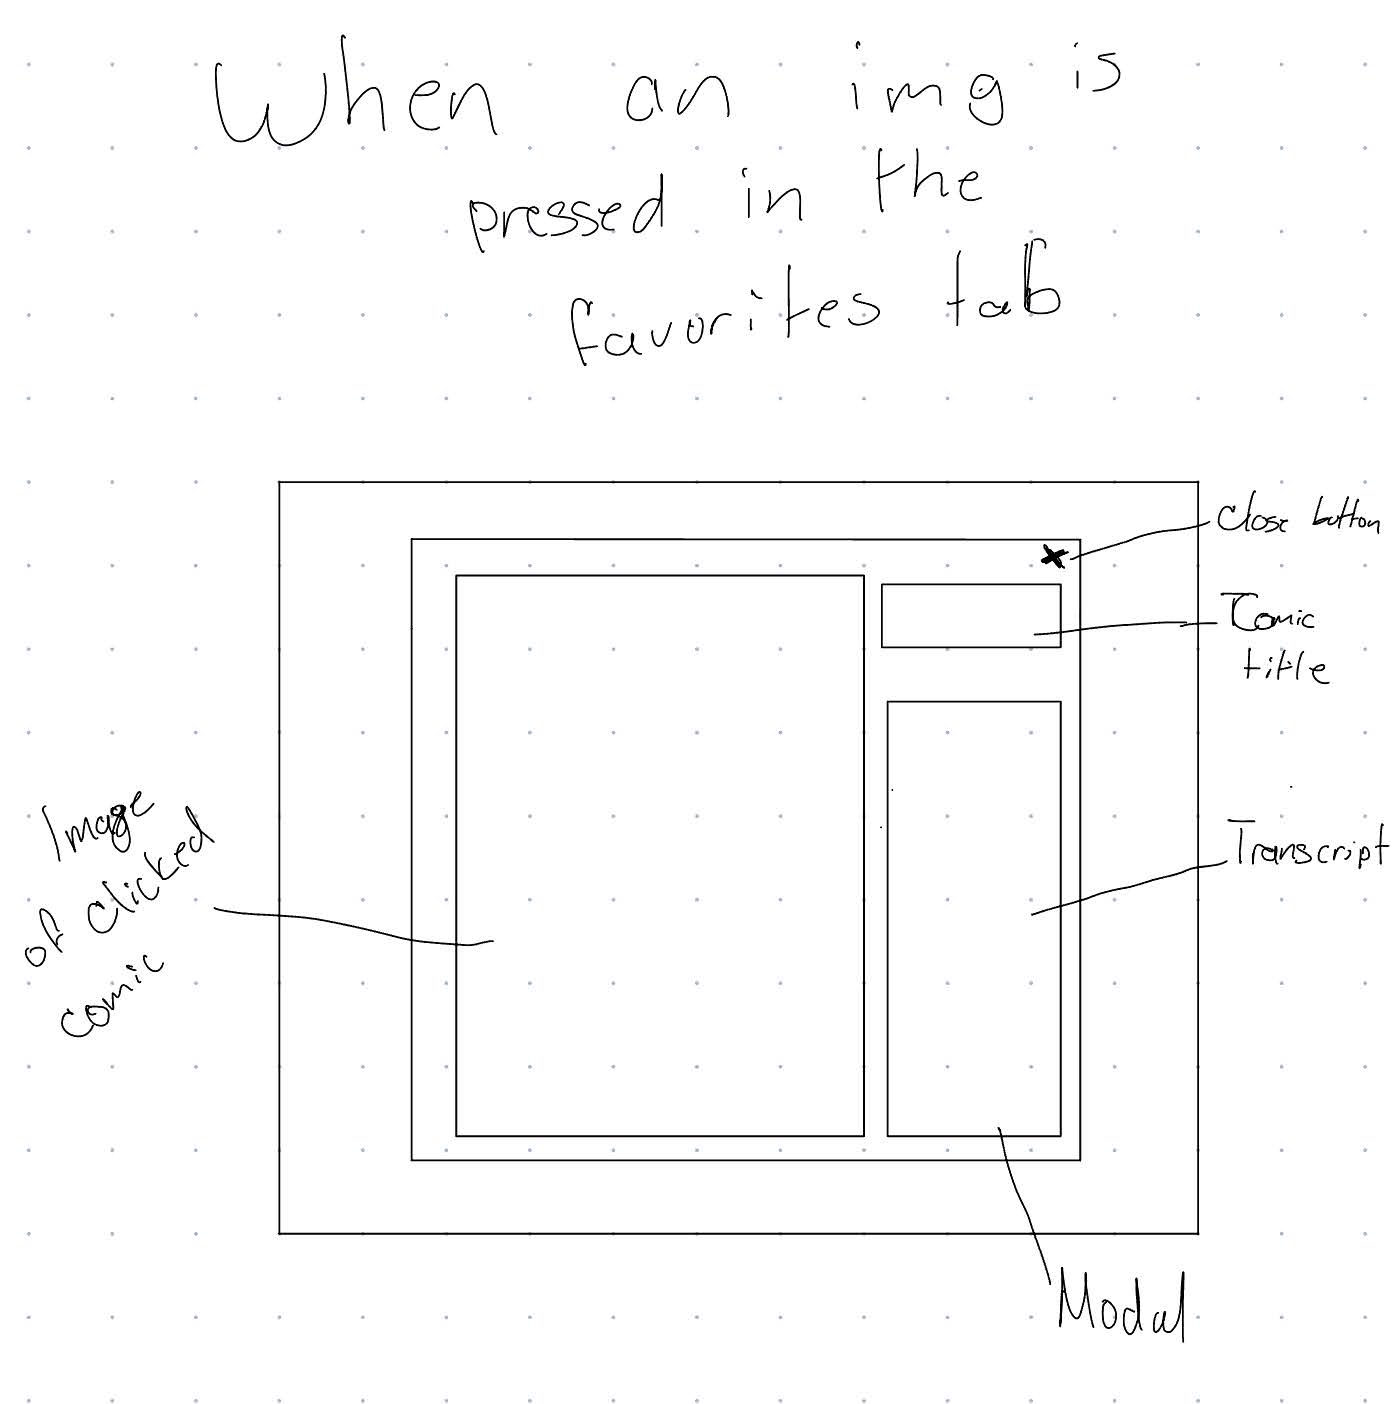 When an img is
pressed in the
favorites tab
close button
Comic
title
Image
of clicked
comic
Transcript
Modal